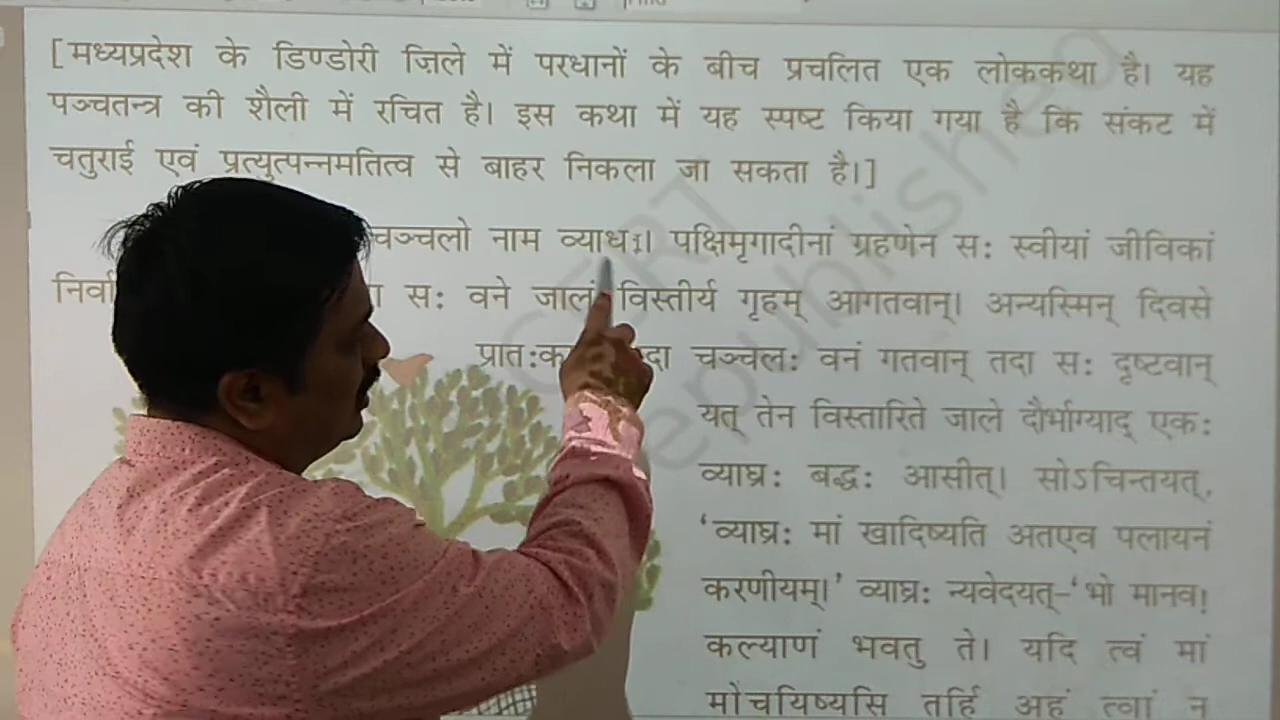 [मध्यप्रदेश के डिण्डोरी ज़िले में परधानों के बीच प्रचलित एक लोककथा है। यह
पञ्चतन्त्र की शैली में रचित है। इस कथा में यह स्पष्ट किया गया है कि संकट में
चतुराई एवं प्रत्युत्पन्नमतित्व से बाहर निकला जा सकता है।]
चञ्चलो नाम व्याधः। पक्षिमृगादीनां ग्रहणेन सः स्वीयां जीविकां
सः वने जालं विस्तीर्य गृहम् आगतवान्। अन्यस्मिन् दिवसे
चञ्चलः वनं गतवान् तदा सः दृष्टवान्
यत् तेन विस्तारिते जाले दौर्भाग्याद् एकः
व्याघ्रः बद्धः आसीत्। सोऽचिन्तयत्,
‘व्याघ्रः मां खादिष्यति अतएव पलायनं
करणीयम्।’ व्याघ्रः न्यवेदयत्-‘भो मानव!
कल्याणं भवतु ते। यदि त्वं मां
मोचयिष्यसि तर्हि अहं त्वां न